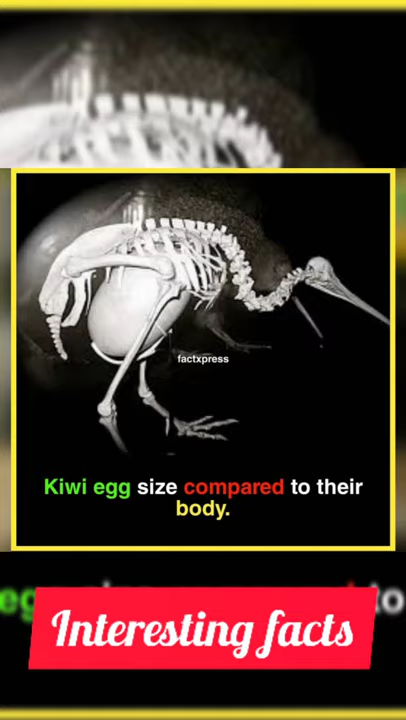 factxpress
Kiwi egg size compared to their
body.
Interesting facts